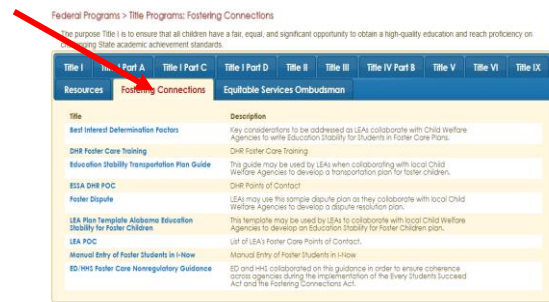 Federal Programs > Title Programs: Fostering Connections
The purpose Title I is to ensure that all children have a fair, equal, and significant opportunity to obtain a high-quality education and reach proficiency on
challenging State academic achievement standards.
Title I Title I Part A Title I Part C Title I Part D Title II Title III Title IV Part B Title V Title VI Title IX
Resources Fostering Connections Equitable Services Ombudsman
Title Description
Best Interest Determination Factors Key considerations to be addressed as LEAs collaborate with Child Welfare
Agencies to write Education Stability for Students in Foster Care Plans.
DHR Foster Care Training DHR Foster Care Training
Education Stability Transportation Plan Guide This guide may be used by LEAs when collaborating with local Child
Welfare Agencies to develop a transportation plan for foster children.
ESSA DHR POC DHR Points of Contact
Foster Dispute LEAs may use this sample dispute plan as they collaborate with local Child
Welfare Agencies to develop a dispute resolution plan.
LEA Plan Template Alabama Education This template may be used by LEAs to collaborate with local Child Welfare
Stability for Foster Children Agencies to develop an Education Stability for Foster Children plan.
LEA POC List of LEA's Foster Care Points of Contact.
Manual Entry of Foster Students in I-Now Manual Entry of Foster Students in I-Now
ED/HHS Foster Care Nonregulatory Guidance ED and HHS collaborated on this guidance in order to ensure coherence
across agencies during the implementation of the Every Students Succeed
Act and the Fostering Connections Act.